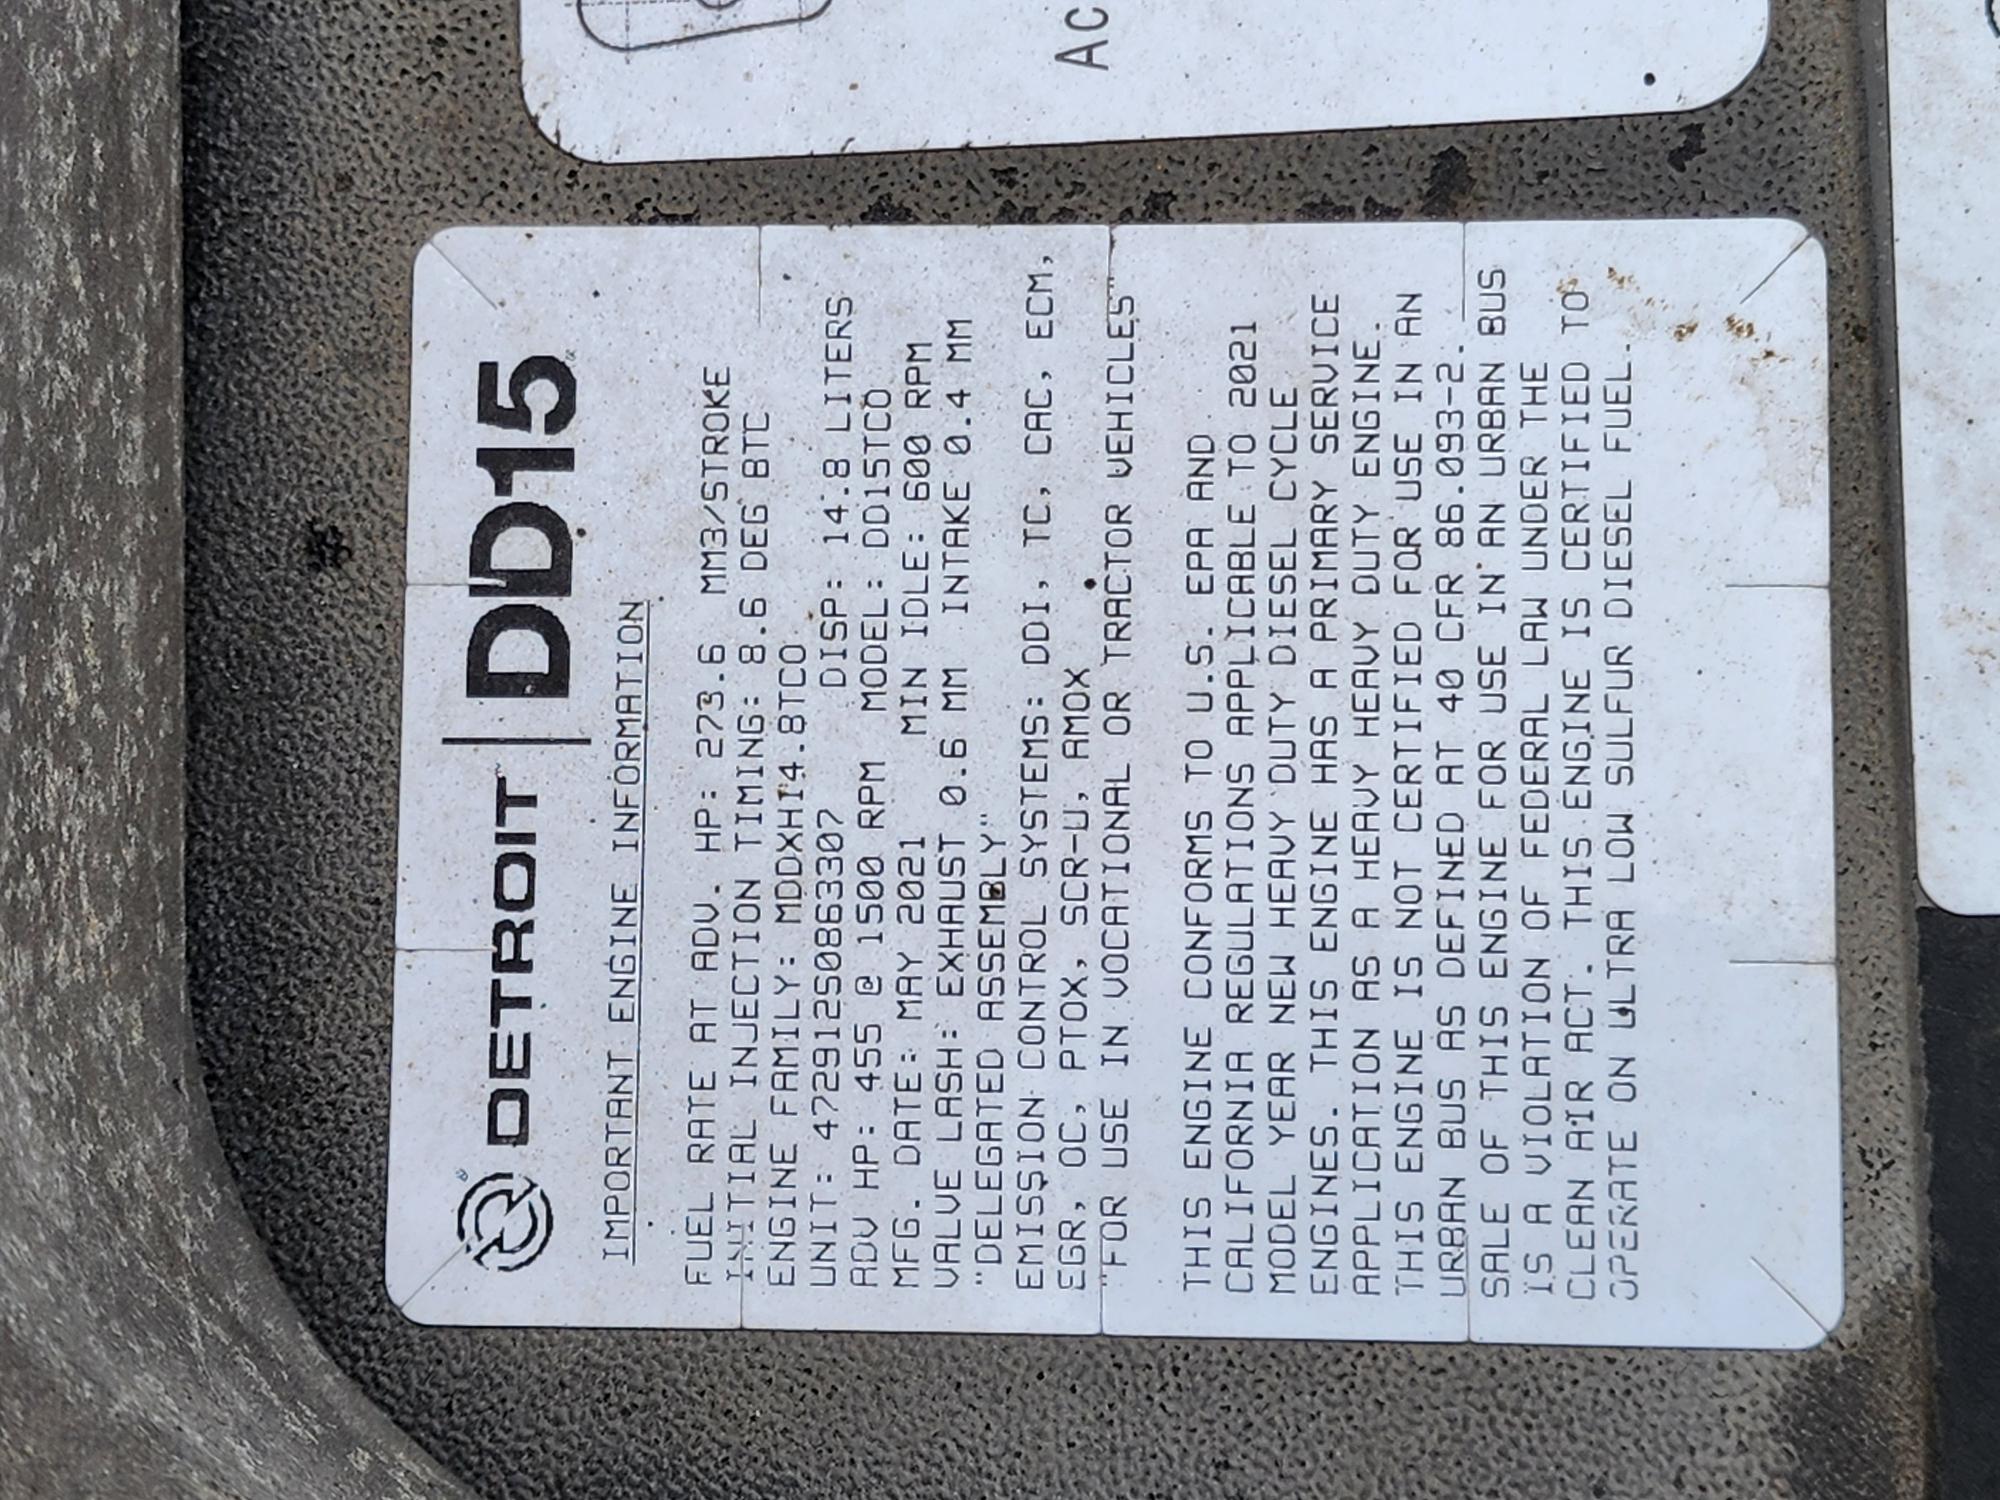 AC
DETROIT™ DD15
IMPORTANT ENGINE INFORMATION
FUEL RATE AT ADV. HP: 273.6 MM3/STROKE
INITIAL INJECTION TIMING: 8.6 DEG BTC
ENGINE FAMILY: MDDXH14.8TCO
UNIT: 472912S0863307 DISP: 14.8 LITERS
ADV HP: 455 @ 1500 RPM MODEL: DD15TCO
MFG. DATE: MAY 2021 MIN IDLE: 600 RPM
VALVE LASH: EXHAUST 0.6 MM INTAKE 0.4 MM
"DELEGATED ASSEMBLY"
EMISSION CONTROL SYSTEMS: DDI, TC, CAC, ECM,
EGR, OC, PTOX, SCR-U, AMOX
"FOR USE IN VOCATIONAL OR TRACTOR VEHICLES"
THIS ENGINE CONFORMS TO U.S. EPA AND
CALIFORNIA REGULATIONS APPLICABLE TO 2021
MODEL YEAR NEW HEAVY DUTY DIESEL CYCLE
ENGINES. THIS ENGINE HAS A PRIMARY SERVICE
APPLICATION AS A HEAVY HEAVY DUTY ENGINE.
THIS ENGINE IS NOT CERTIFIED FOR USE IN AN
URBAN BUS AS DEFINED AT 40 CFR 86.093-2.
SALE OF THIS ENGINE FOR USE IN AN URBAN BUS
IS A VIOLATION OF FEDERAL LAW UNDER THE
CLEAN AIR ACT. THIS ENGINE IS CERTIFIED TO
OPERATE ON ULTRA LOW SULFUR DIESEL FUEL.